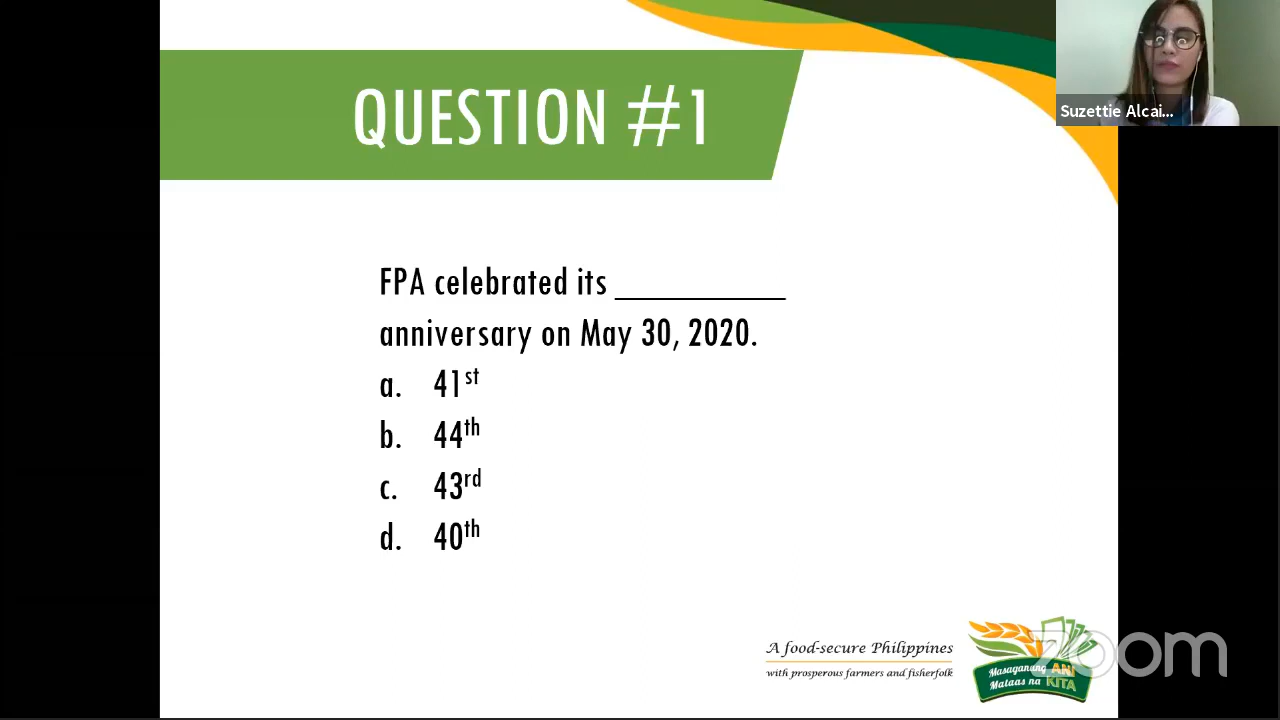 QUESTION #1
Suzettie Alcai...
FPA celebrated its __________
anniversary on May 30, 2020.
a. 41st
b. 44th
c. 43rd
d. 40th
A food-secure Philippines
with prosperous farmers and fisherfolk
Masaganang ANI
Mataas na KITA
zoom